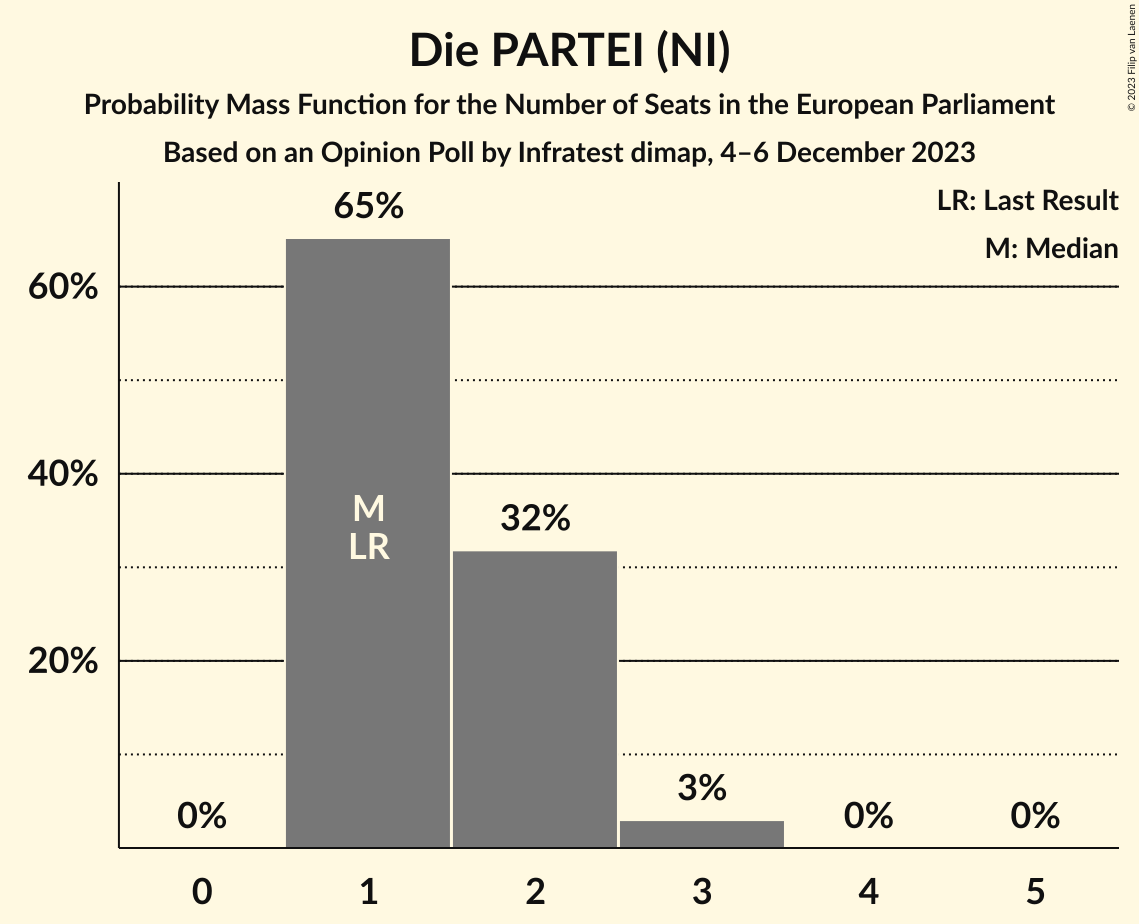 Die PARTEI (NI)
Probability Mass Function for the Number of Seats in the European Parliament
Based on an Opinion Poll by Infratest dimap, 4–6 December 2023
© 2023 Filip van Laenen
LR: Last Result
M: Median
65%
60%
40%
M
LR
32%
20%
3%
0%
0%
0%
0 1 2 3 4 5